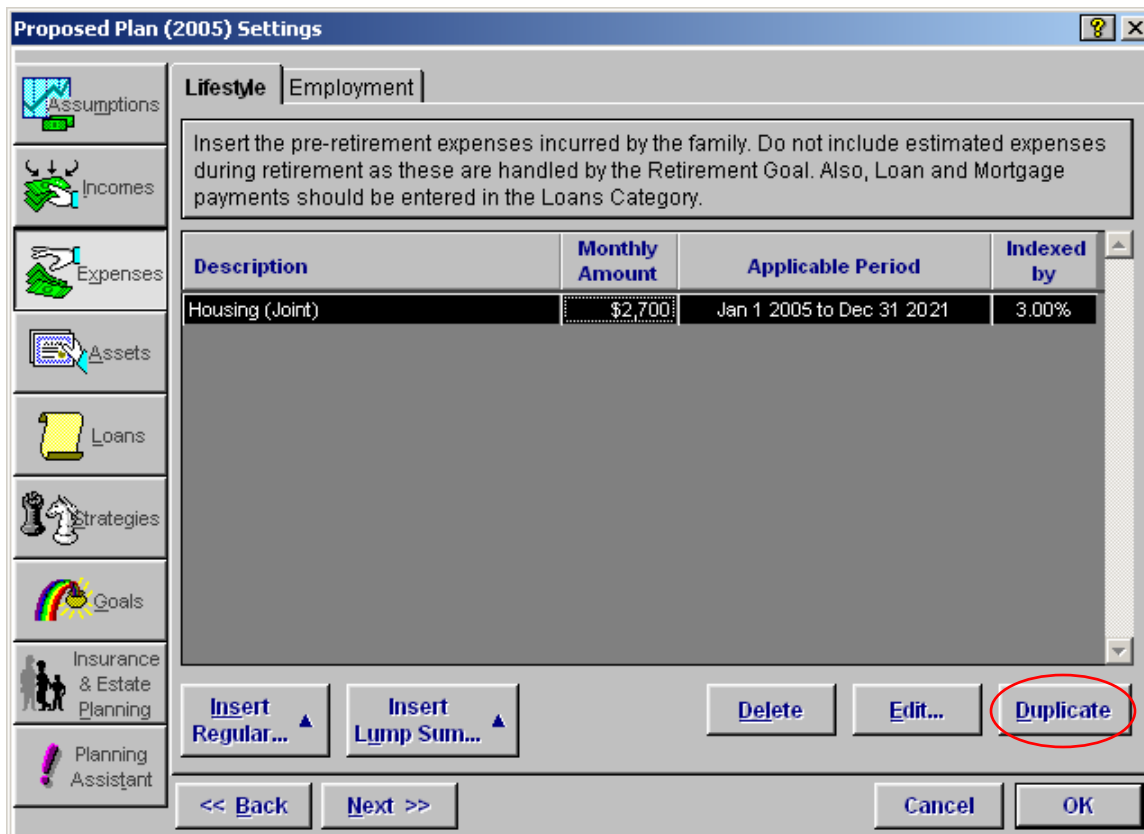 Proposed Plan (2005) Settings
Assumptions
Incomes
Expenses
Assets
Loans
Strategies
Goals
Insurance
& Estate
Planning
Planning
Assistant
Lifestyle Employment
Insert the pre-retirement expenses incurred by the family. Do not include estimated expenses
during retirement as these are handled by the Retirement Goal. Also, Loan and Mortgage
payments should be entered in the Loans Category.
Description Monthly Amount Applicable Period Indexed by
Housing (Joint) $2,700 Jan 1 2005 to Dec 31 2021 3.00%
Insert
Regular...
Insert
Lump Sum...
Delete Edit... Duplicate
<< Back Next >> Cancel OK